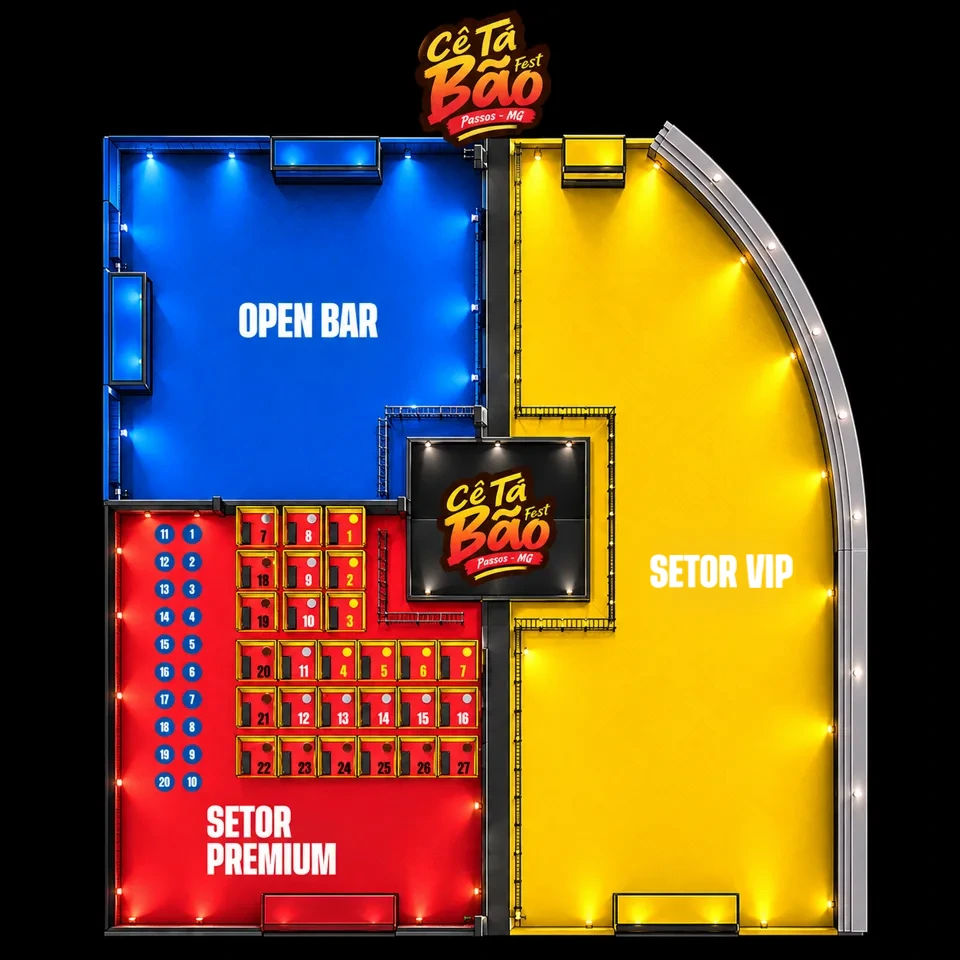 Cê Tá
Bão
Fest
Passos - MG
OPEN BAR
Cê Tá
Bão
Fest
Passos - MG
SETOR VIP
11 1
12 2
13 3
14 4
15 5
16 6
17 7
18 8
19 9
20 10
7 8 1
18 9 2
19 10 3
20 11 4 5 6 7
21 12 13 14 15 16
22 23 24 25 26 27
SETOR
PREMIUM